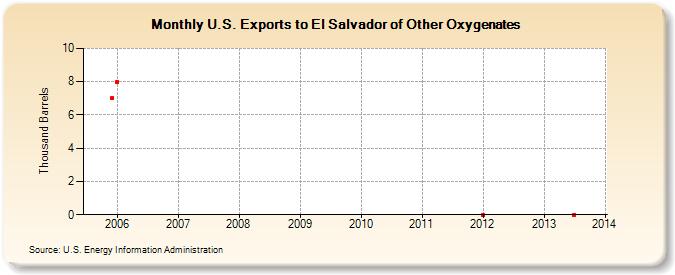 Monthly U.S. Exports to El Salvador of Other Oxygenates
Thousand Barrels
10
8
6
4
2
0
2006 2007 2008 2009 2010 2011 2012 2013 2014
Source: U.S. Energy Information Administration